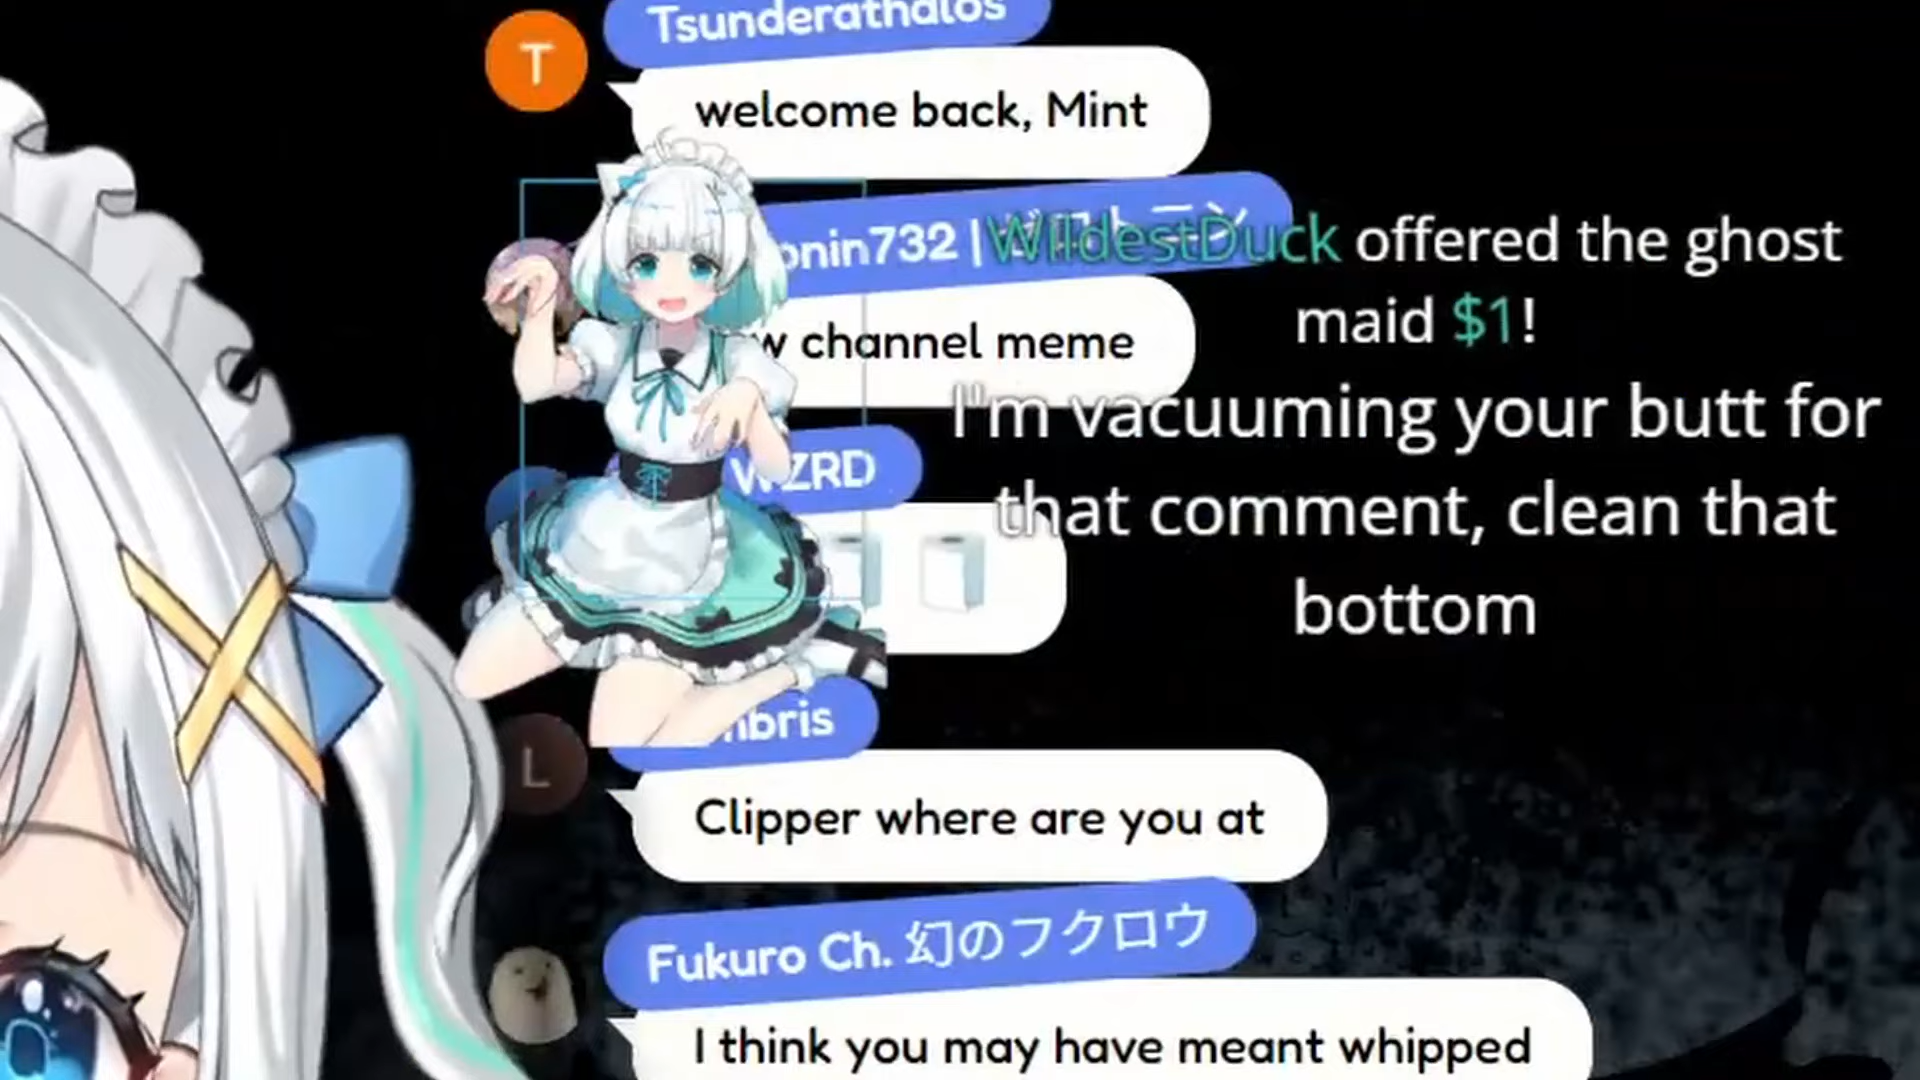 Tsunderathalos
T
welcome back, Mint
onin732 |
WildestDuck offered the ghost
maid $1!
channel meme
I'm vacuuming your butt for
that comment, clean that
bottom
WZRD
L
Clipper where are you at
Fukuro Ch. 幻のフクロウ
I think you may have meant whipped